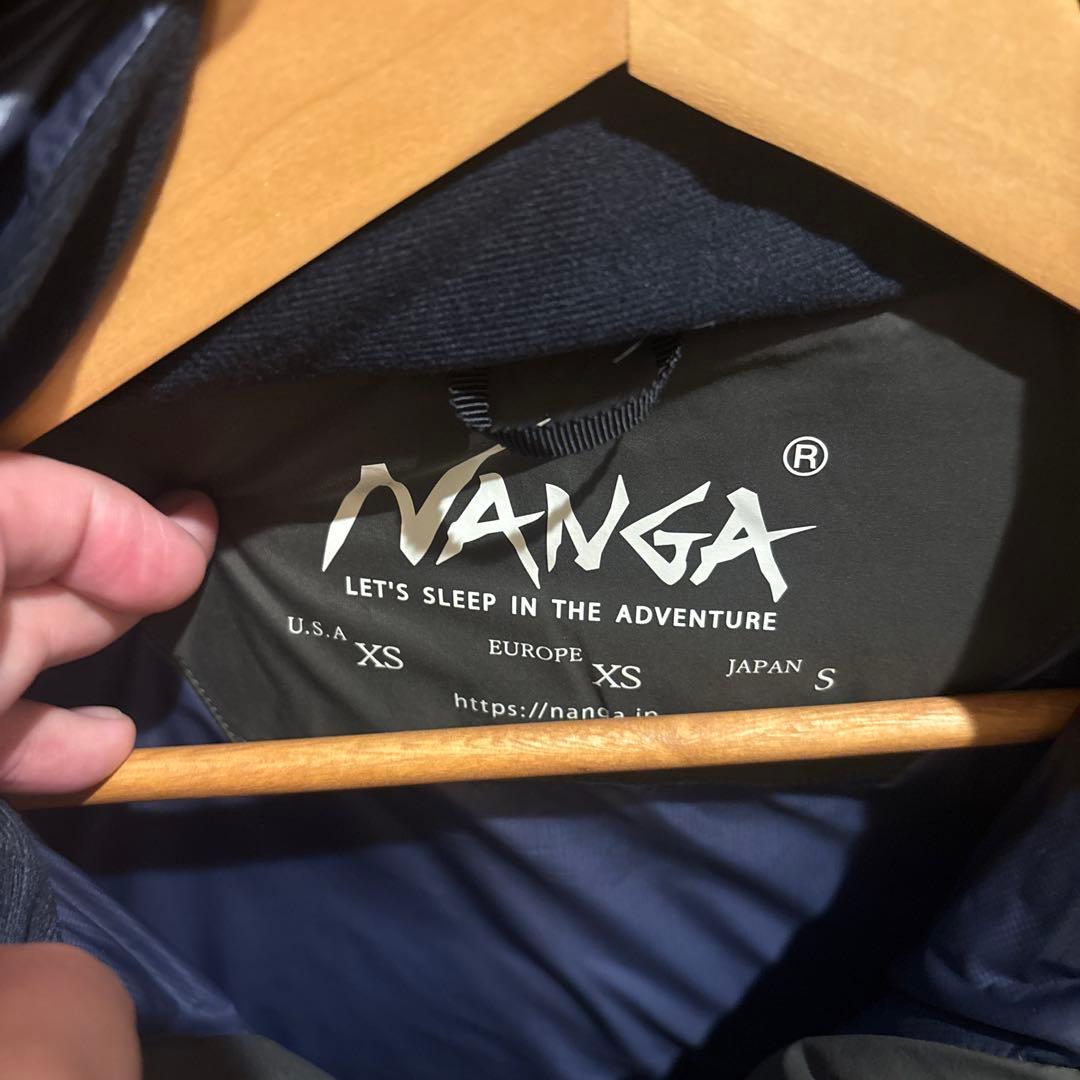 NANGA ®
LET'S SLEEP IN THE ADVENTURE
U.S.A XS EUROPE XS JAPAN S